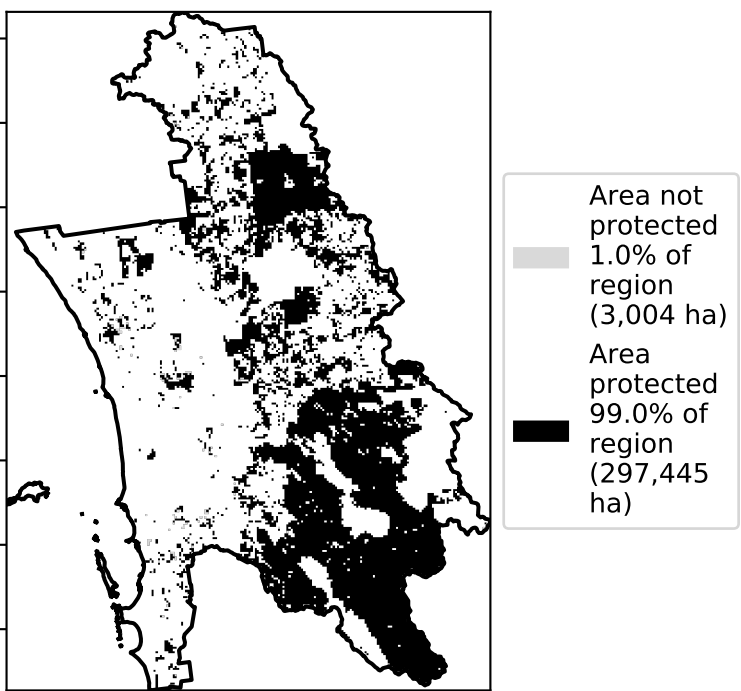 Area not
protected
1.0% of
region
(3,004 ha)
Area
protected
99.0% of
region
(297,445
ha)